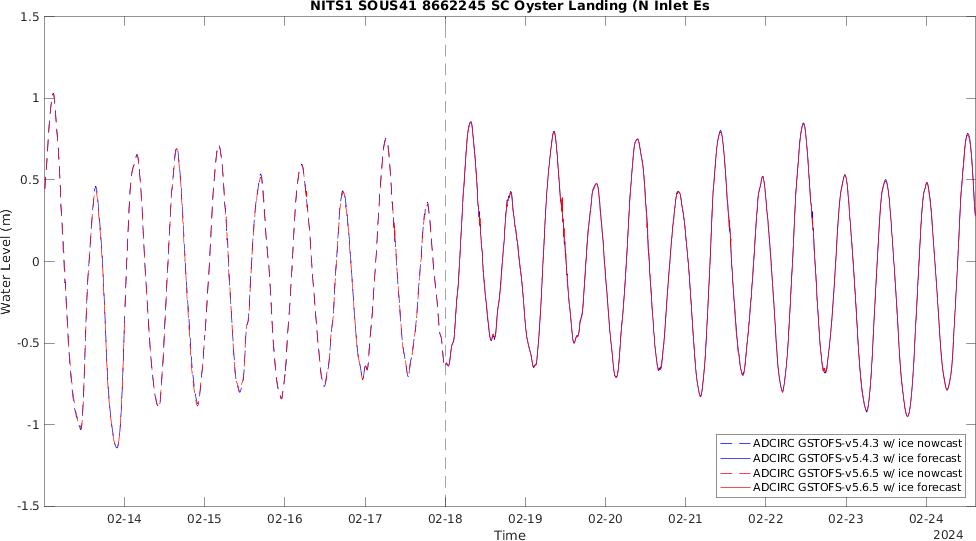 NITS1 SOUS41 8662245 SC Oyster Landing (N Inlet Es
1.5
1
0.5
0
-0.5
-1
-1.5
Water Level (m)
ADCIRC GSTOFS-v5.4.3 w/ ice nowcast
ADCIRC GSTOFS-v5.4.3 w/ ice forecast
ADCIRC GSTOFS-v5.6.5 w/ ice nowcast
ADCIRC GSTOFS-v5.6.5 w/ ice forecast
02-14 02-15 02-16 02-17 02-18 02-19 02-20 02-21 02-22 02-23 02-24
Time
2024